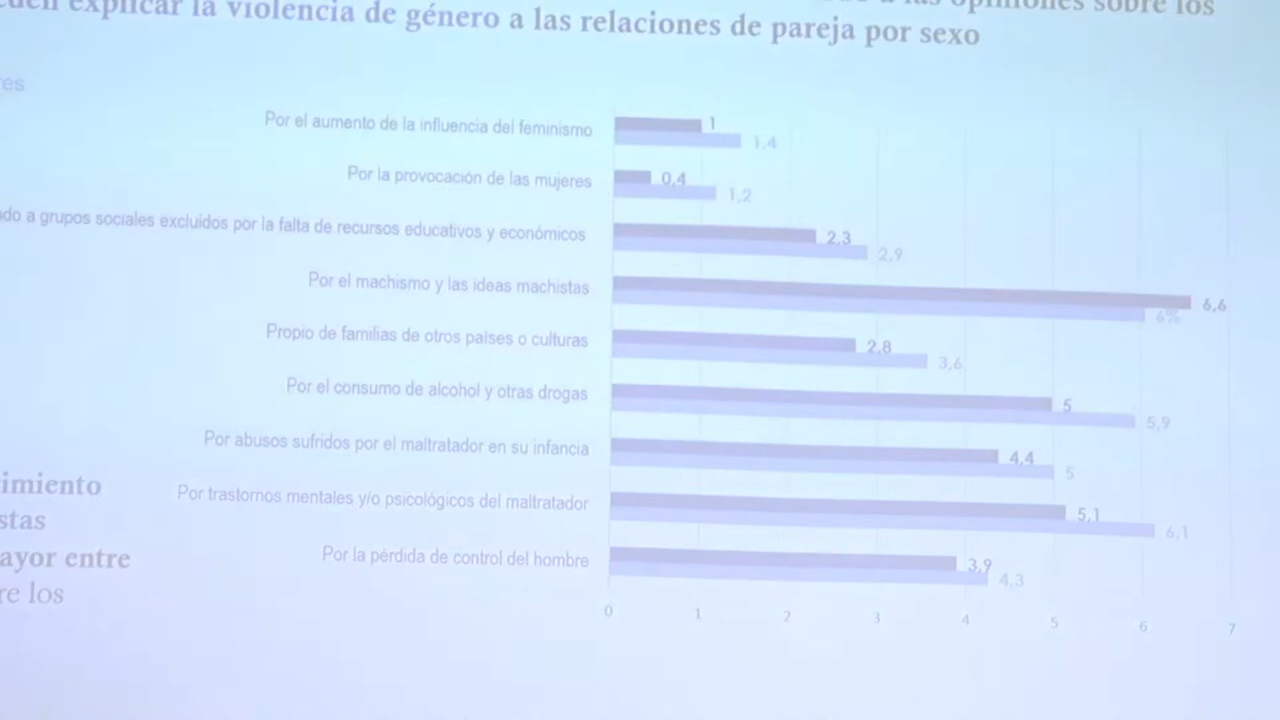 explicar la violencia de género a las relaciones de pareja por sexo
opiniones sobre los
es
Por el aumento de la influencia del feminismo
1
1,4
Por la provocación de las mujeres
0,4
1,2
a grupos sociales excluidos por la falta de recursos educativos y económicos
2,3
2,9
Por el machismo y las ideas machistas
6,6
6%
Propio de familias de otros países o culturas
2,8
3,6
Por el consumo de alcohol y otras drogas
5
5,9
Por abusos sufridos por el maltratador en su infancia
4,4
5
Por trastornos mentales y/o psicológicos del maltratador
5,1
6,1
Por la pérdida de control del hombre
3,9
4,3
0 1 2 3 4 5 6 7
imiento
stas
ayor entre
re los